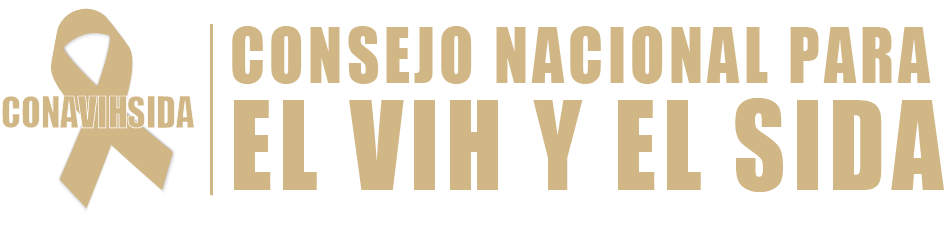 CONAVIHSIDA
CONSEJO NACIONAL PARA
EL VIH Y EL SIDA